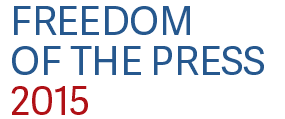 FREEDOM
OF THE PRESS
2015